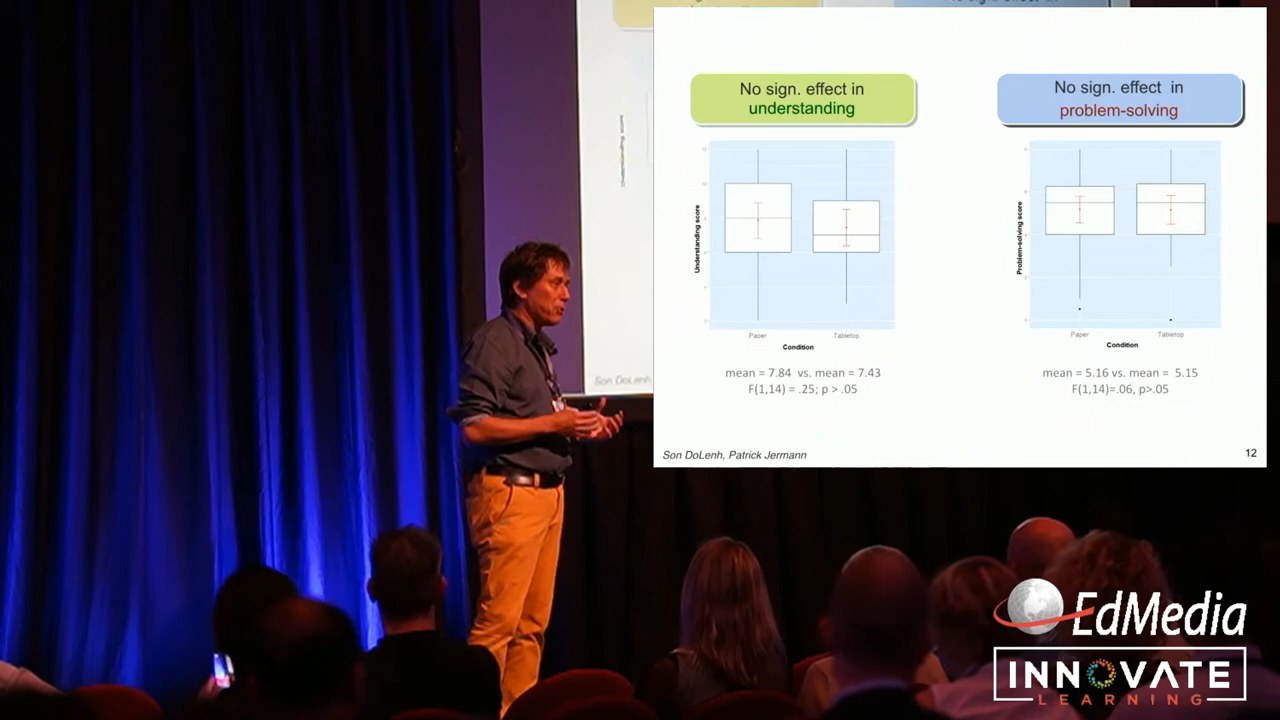 No sign. effect in
understanding
Understanding score
Paper
Tabletop
Condition
mean = 7.84 vs. mean = 7.43
F(1,14) = .25; p > .05
No sign. effect in
problem-solving
Problem-solving score
Paper
Tabletop
Condition
mean = 5.16 vs. mean = 5.15
F(1,14)=.06, p>.05
Son DoLenh, Patrick Jermann
12
Son DoLenh
EdMedia
INNOVATE
LEARNING